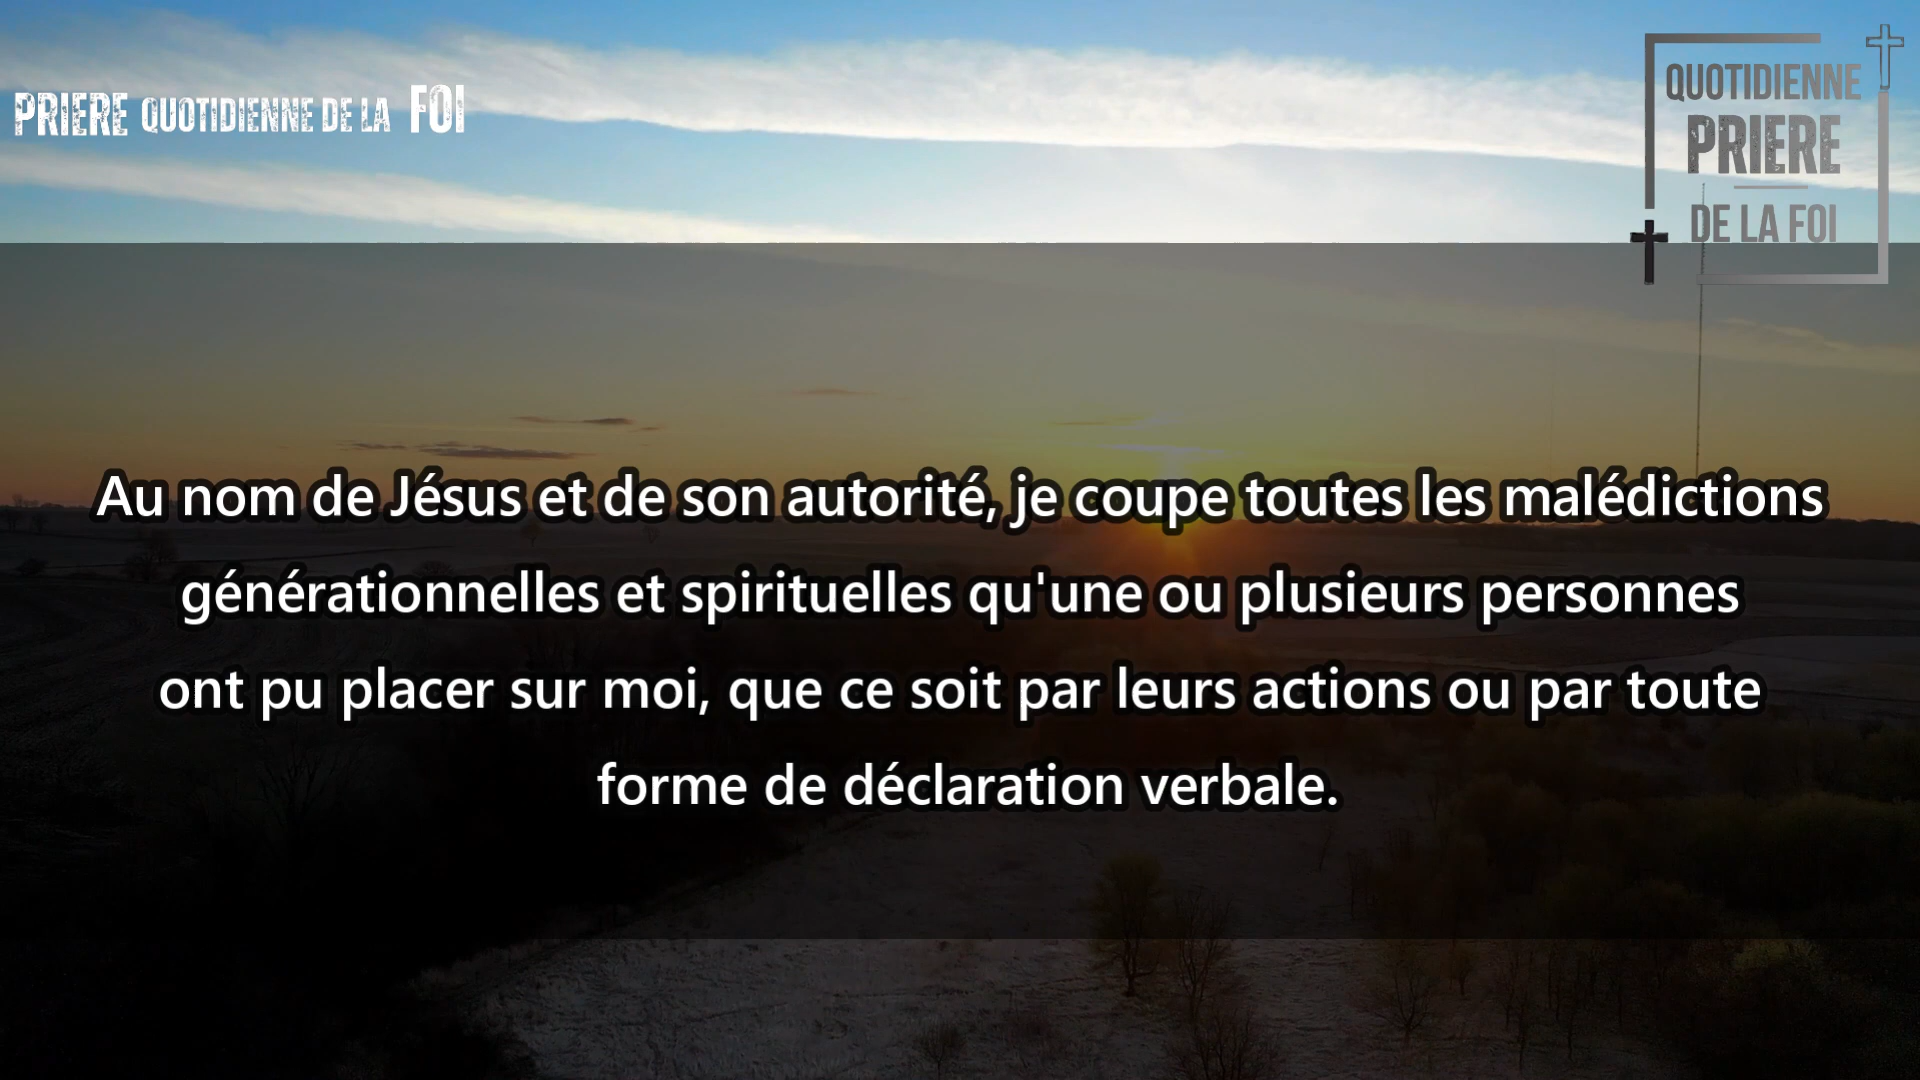 PRIERE QUOTIDIENNE DE LA FOI
QUOTIDIENNE
PRIERE
DE LA FOI
Au nom de Jésus et de son autorité, je coupe toutes les malédictions
générationnelles et spirituelles qu'une ou plusieurs personnes
ont pu placer sur moi, que ce soit par leurs actions ou par toute
forme de déclaration verbale.